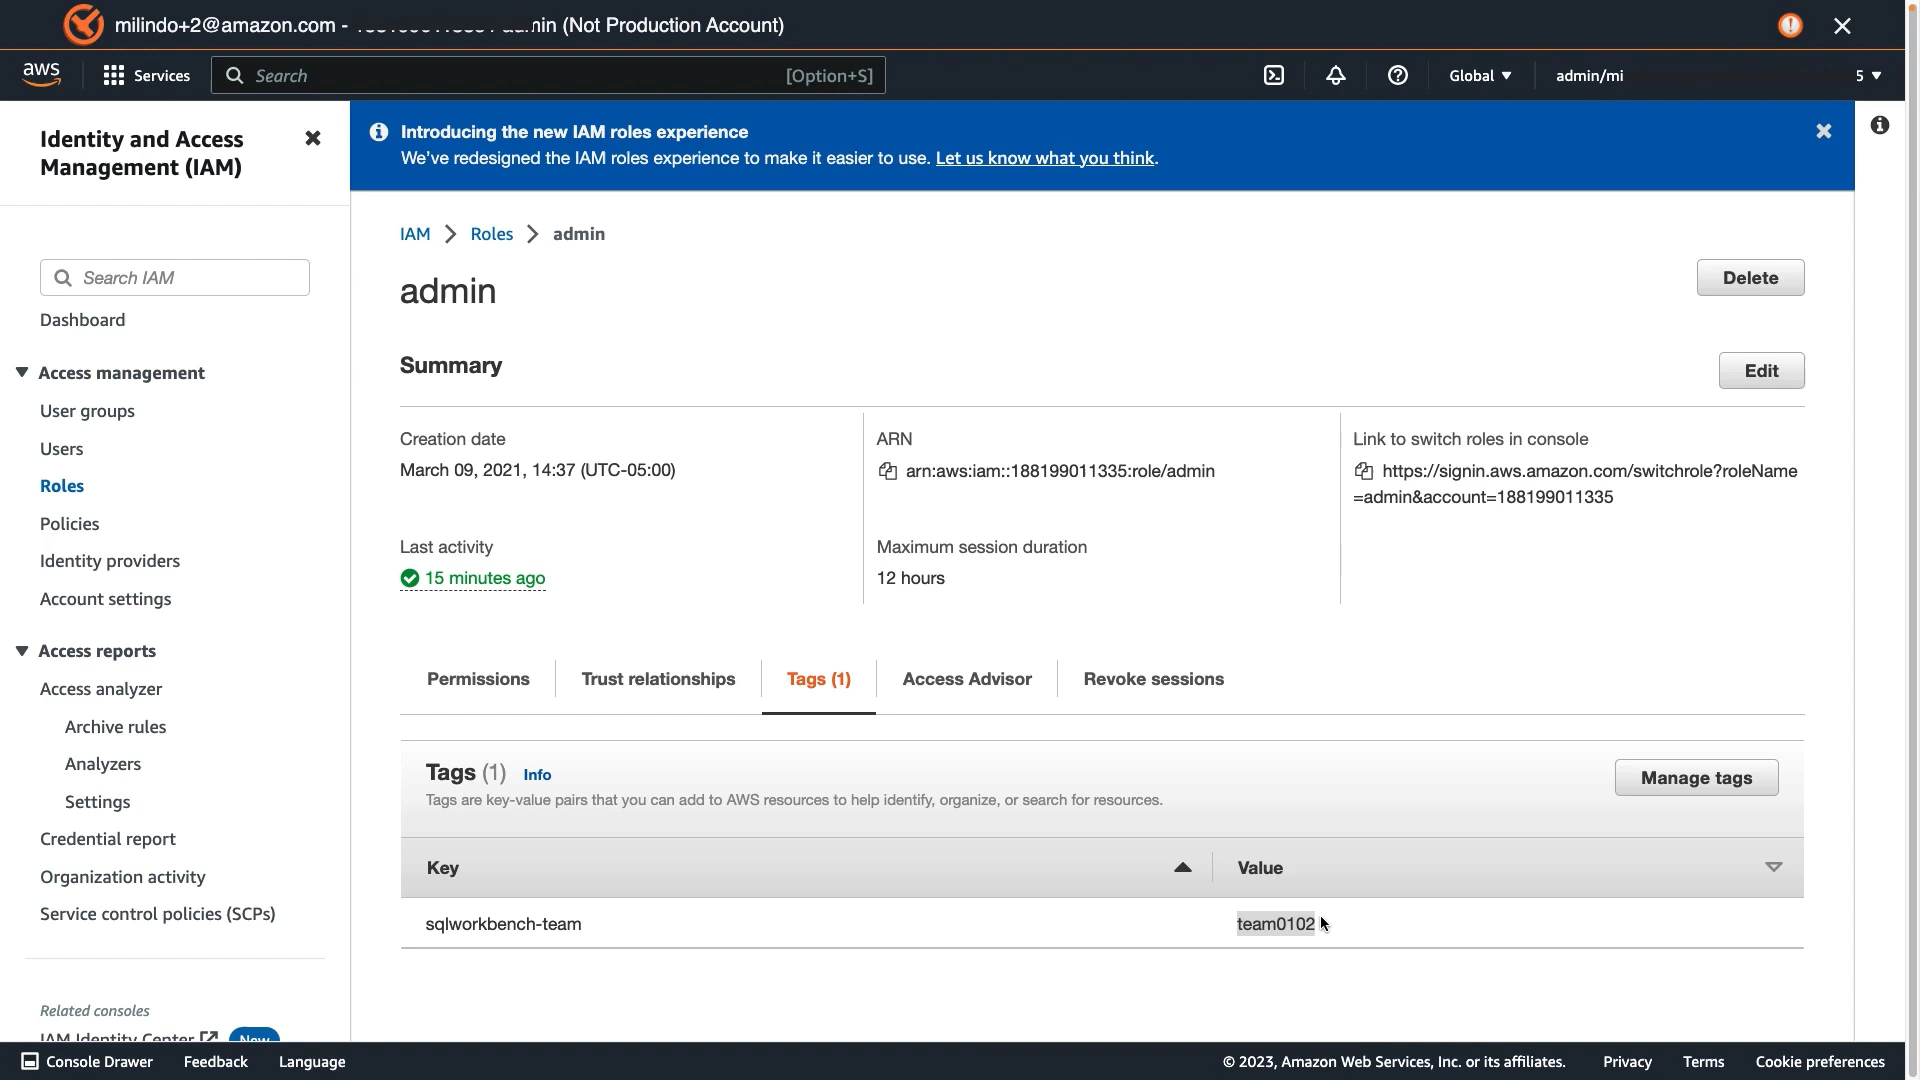 milindo+2@amazon.com -
(Not Production Account)
aws
Services
Search
[Option+S]
Global
admin/mi
5
Identity and Access
Management (IAM)
Introducing the new IAM roles experience
We've redesigned the IAM roles experience to make it easier to use. Let us know what you think.
Search IAM
Dashboard
Access management
User groups
Users
Roles
Policies
Identity providers
Account settings
Access reports
Access analyzer
Archive rules
Analyzers
Settings
Credential report
Organization activity
Service control policies (SCPs)
Related consoles
IAM Identity Center
New
IAM > Roles > admin
admin
Delete
Summary
Edit
Creation date
March 09, 2021, 14:37 (UTC-05:00)
ARN
arn:aws:iam::188199011335:role/admin
Link to switch roles in console
https://signin.aws.amazon.com/switchrole?roleName
=admin&account=188199011335
Last activity
15 minutes ago
Maximum session duration
12 hours
Permissions
Trust relationships
Tags (1)
Access Advisor
Revoke sessions
Tags (1) Info
Tags are key-value pairs that you can add to AWS resources to help identify, organize, or search for resources.
Manage tags
Key
Value
sqlworkbench-team
team0102
Console Drawer
Feedback
Language
© 2023, Amazon Web Services, Inc. or its affiliates.
Privacy
Terms
Cookie preferences